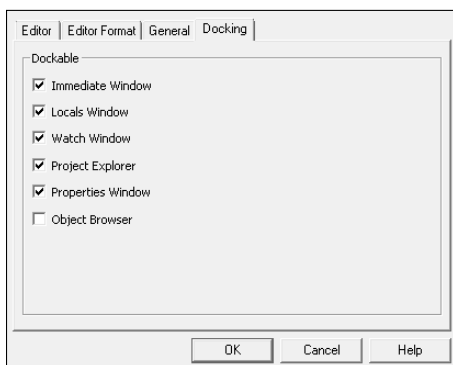 Editor Editor Format General Docking
Dockable
Immediate Window
Locals Window
Watch Window
Project Explorer
Properties Window
Object Browser
OK Cancel Help